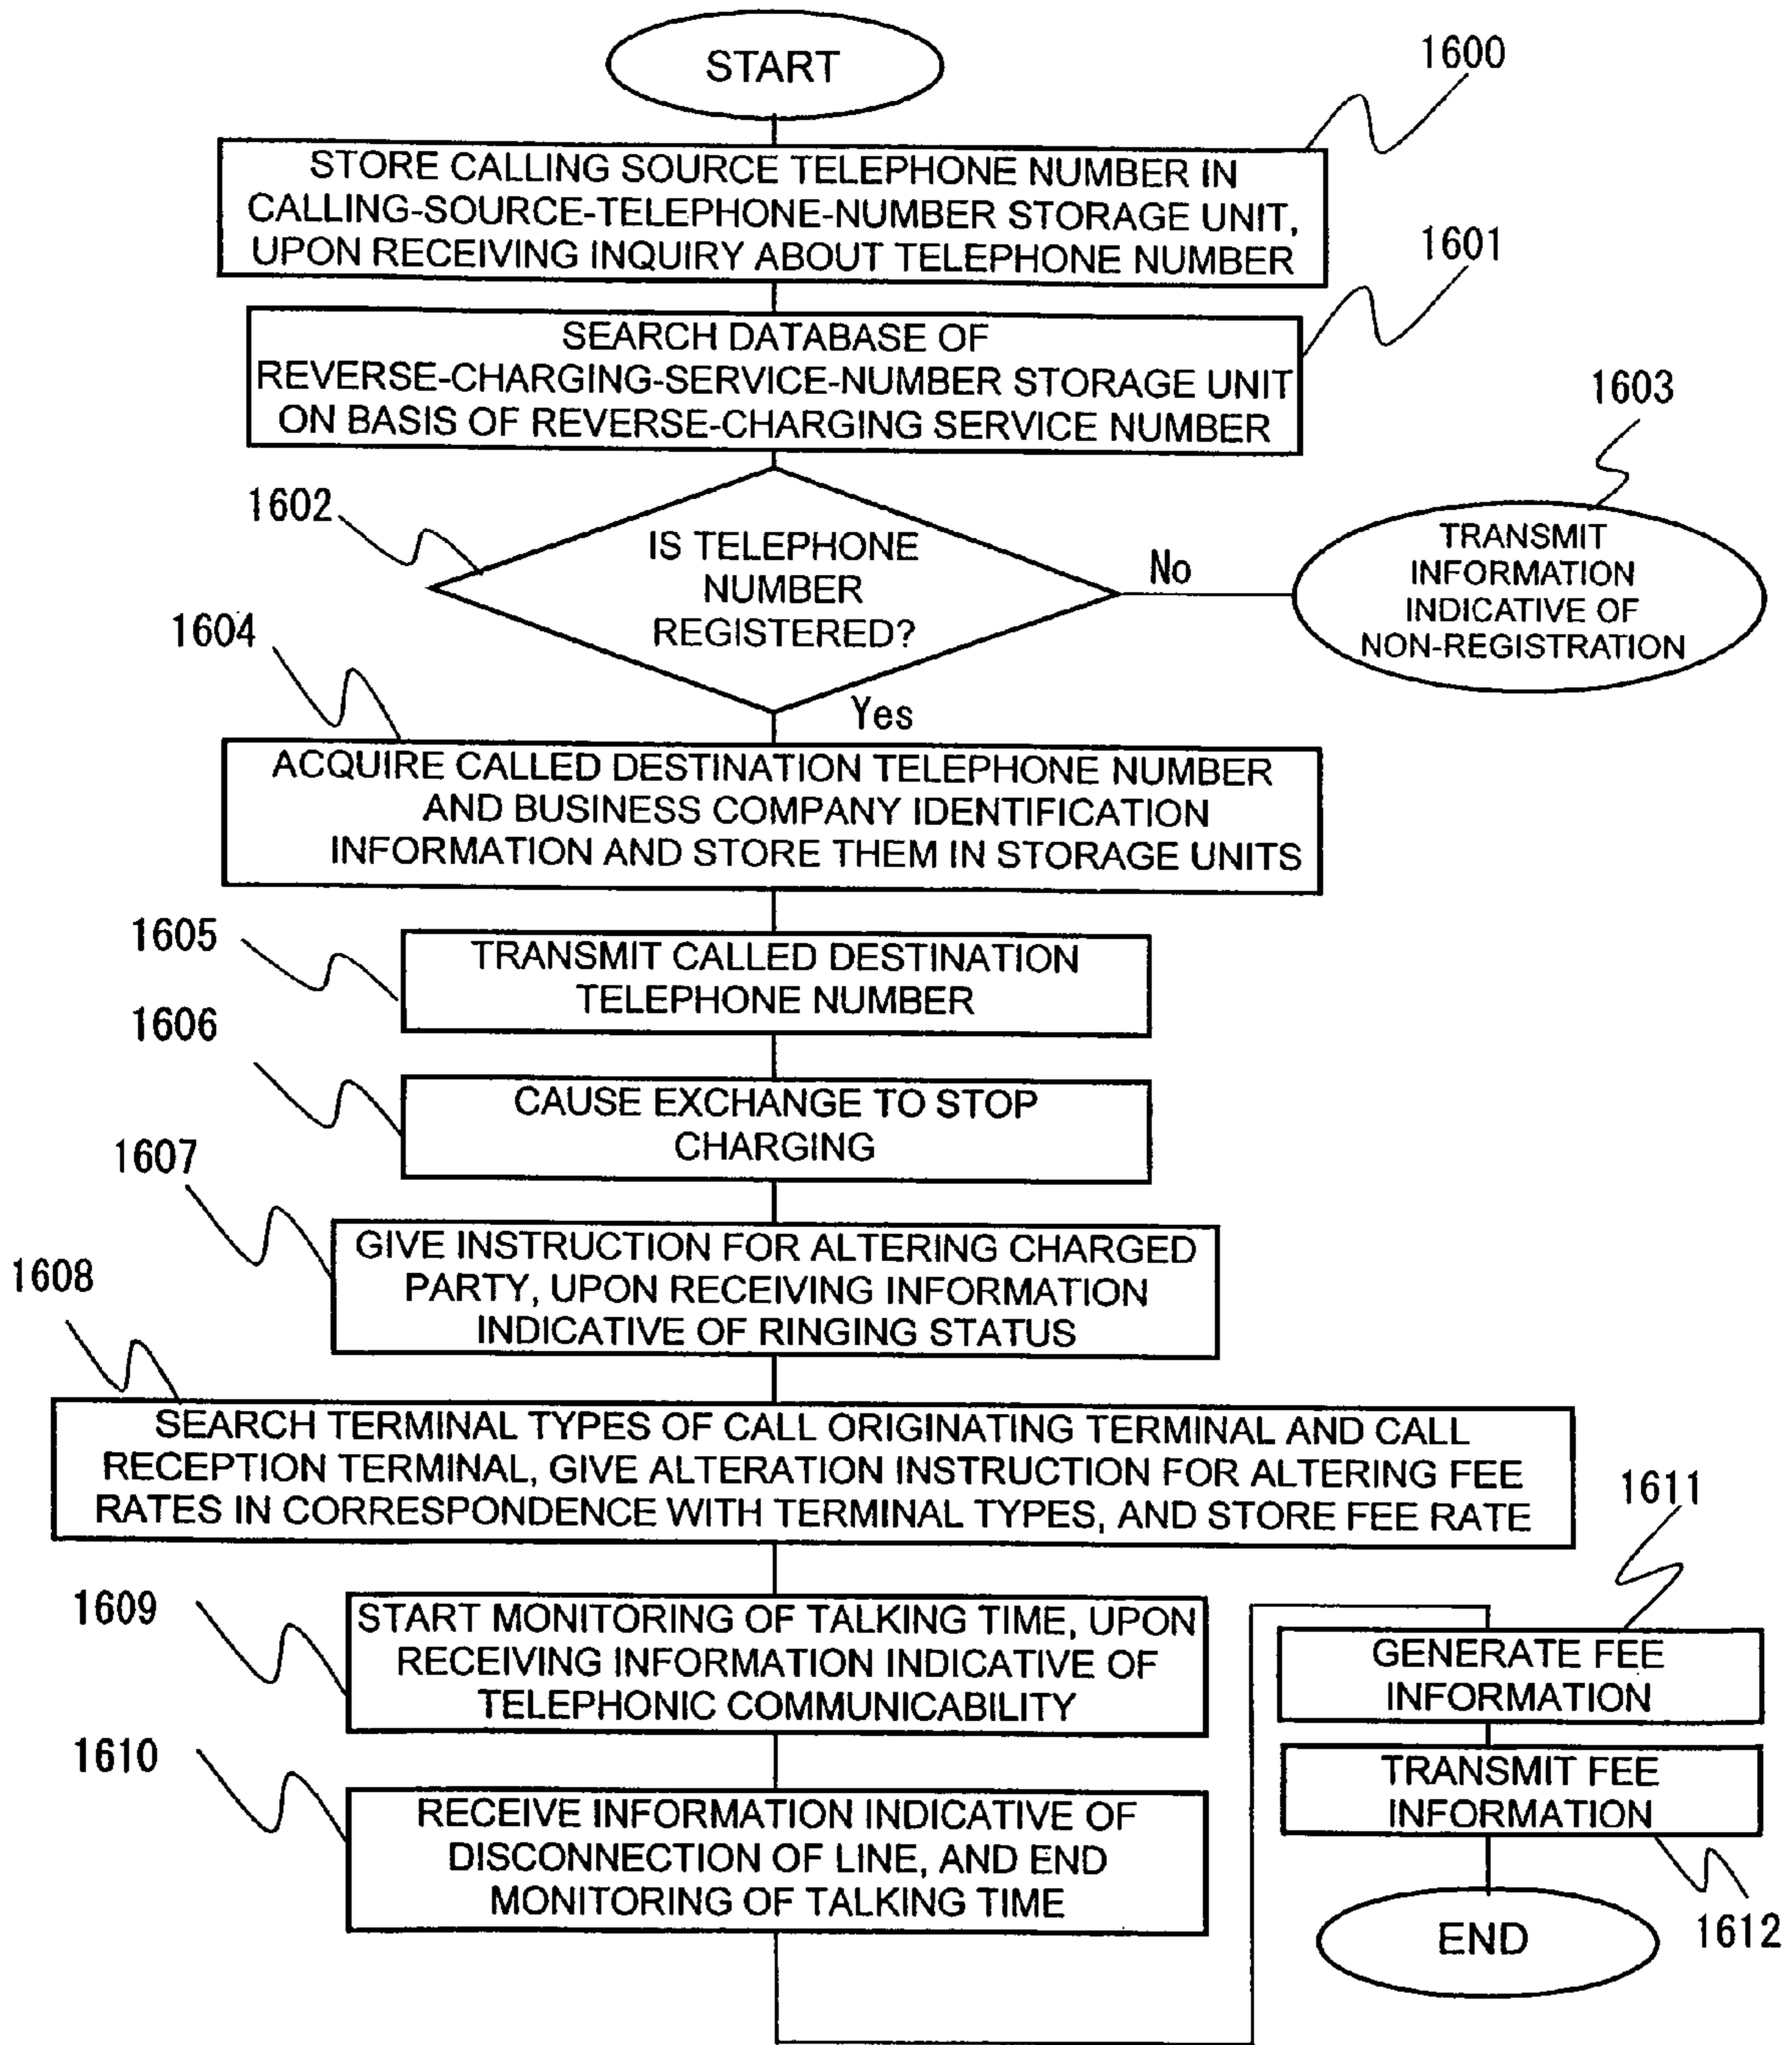 START
1600
STORE CALLING SOURCE TELEPHONE NUMBER IN
CALLING-SOURCE-TELEPHONE-NUMBER STORAGE UNIT,
UPON RECEIVING INQUIRY ABOUT TELEPHONE NUMBER
1601
SEARCH DATABASE OF
REVERSE-CHARGING-SERVICE-NUMBER STORAGE UNIT
ON BASIS OF REVERSE-CHARGING SERVICE NUMBER
1602
IS TELEPHONE
NUMBER
REGISTERED?
No
1603
TRANSMIT
INFORMATION
INDICATIVE OF
NON-REGISTRATION
Yes
1604
ACQUIRE CALLED DESTINATION TELEPHONE NUMBER
AND BUSINESS COMPANY IDENTIFICATION
INFORMATION AND STORE THEM IN STORAGE UNITS
1605
TRANSMIT CALLED DESTINATION
TELEPHONE NUMBER
1606
CAUSE EXCHANGE TO STOP
CHARGING
1607
GIVE INSTRUCTION FOR ALTERING CHARGED
PARTY, UPON RECEIVING INFORMATION
INDICATIVE OF RINGING STATUS
1608
SEARCH TERMINAL TYPES OF CALL ORIGINATING TERMINAL AND CALL
RECEPTION TERMINAL, GIVE ALTERATION INSTRUCTION FOR ALTERING FEE
RATES IN CORRESPONDENCE WITH TERMINAL TYPES, AND STORE FEE RATE
1609
START MONITORING OF TALKING TIME, UPON
RECEIVING INFORMATION INDICATIVE OF
TELEPHONIC COMMUNICABILITY
1610
RECEIVE INFORMATION INDICATIVE OF
DISCONNECTION OF LINE, AND END
MONITORING OF TALKING TIME
1611
GENERATE FEE
INFORMATION
TRANSMIT FEE
INFORMATION
1612
END